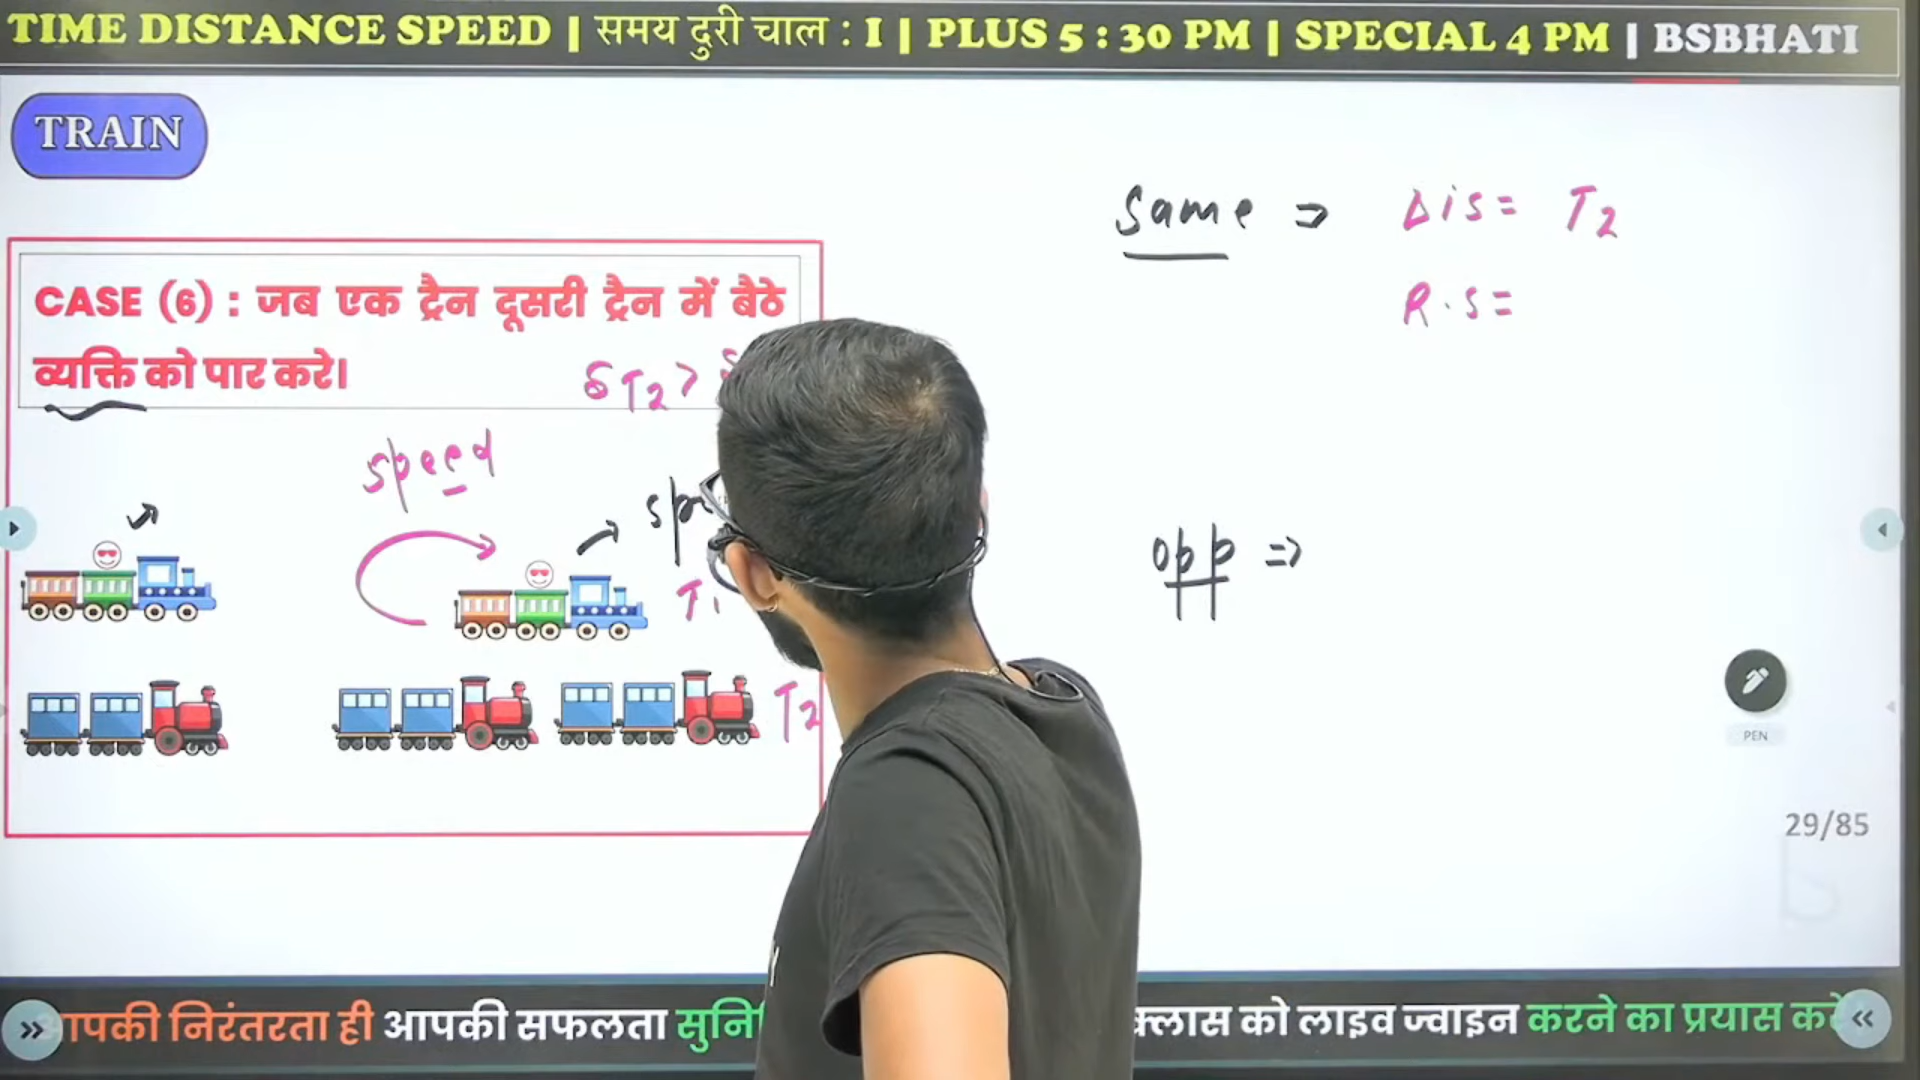 TIME DISTANCE SPEED | समय दुरी चाल : I | PLUS 5 : 30 PM | SPECIAL 4 PM | BSBHATI
TRAIN
Same ⇒ Dis = T2
R.S =
CASE (6) : जब एक ट्रैन दूसरी ट्रैन में बैठे
व्यक्ति को पार करे।
S T2 > S
speed
T1
opp ⇒
T2
PEN
29/85
आपकी निरंतरता ही आपकी सफलता क्लास को लाइव ज्वाइन करने का प्रयास करे